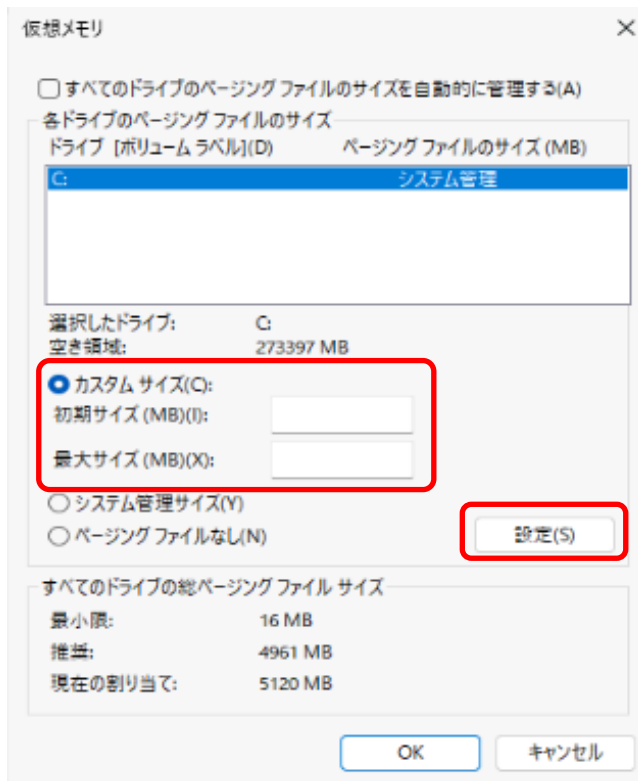 仮想メモリ
すべてのドライブのページング ファイルのサイズを自動的に管理する(A)
各ドライブのページング ファイルのサイズ
ドライブ [ボリューム ラベル](D) ページング ファイルのサイズ (MB)
C: システム管理
選択したドライブ: C:
空き領域: 273397 MB
カスタム サイズ(C):
初期サイズ (MB)(I):
最大サイズ (MB)(X):
システム管理サイズ(Y)
ページング ファイルなし(N)
設定(S)
すべてのドライブの総ページング ファイル サイズ
最小限: 16 MB
推奨: 4961 MB
現在の割り当て: 5120 MB
OK キャンセル